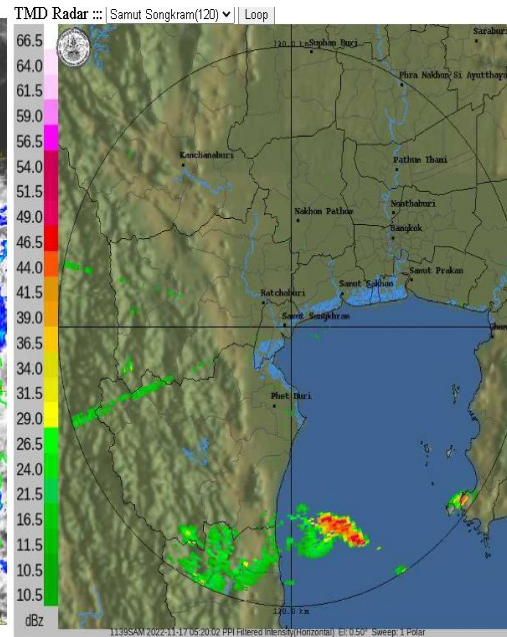 TMD Radar ::: Samut Songkram(120) Loop
66.5
64.0
61.5
59.0
56.5
54.0
51.5
49.0
46.5
44.0
41.5
39.0
36.5
34.0
31.5
29.0
26.5
24.0
21.5
16.5
11.5
10.5
10.5
dBz
Saraburi
Suphan Buri
Phra Nakhon Si Ayutthaya
Kanchanaburi
Pathum Thani
Nonthaburi
Nakhon Pathom
Bangkok
Samut Prakan
Samut Sakhon
Ratchaburi
Samut Songkhram
Phet Buri
120.0 km
1139SAM 2022-11-17 05:20:02 PPI Filtered Intensity(Horizontal) El: 0.50° Sweep: 1 Polar